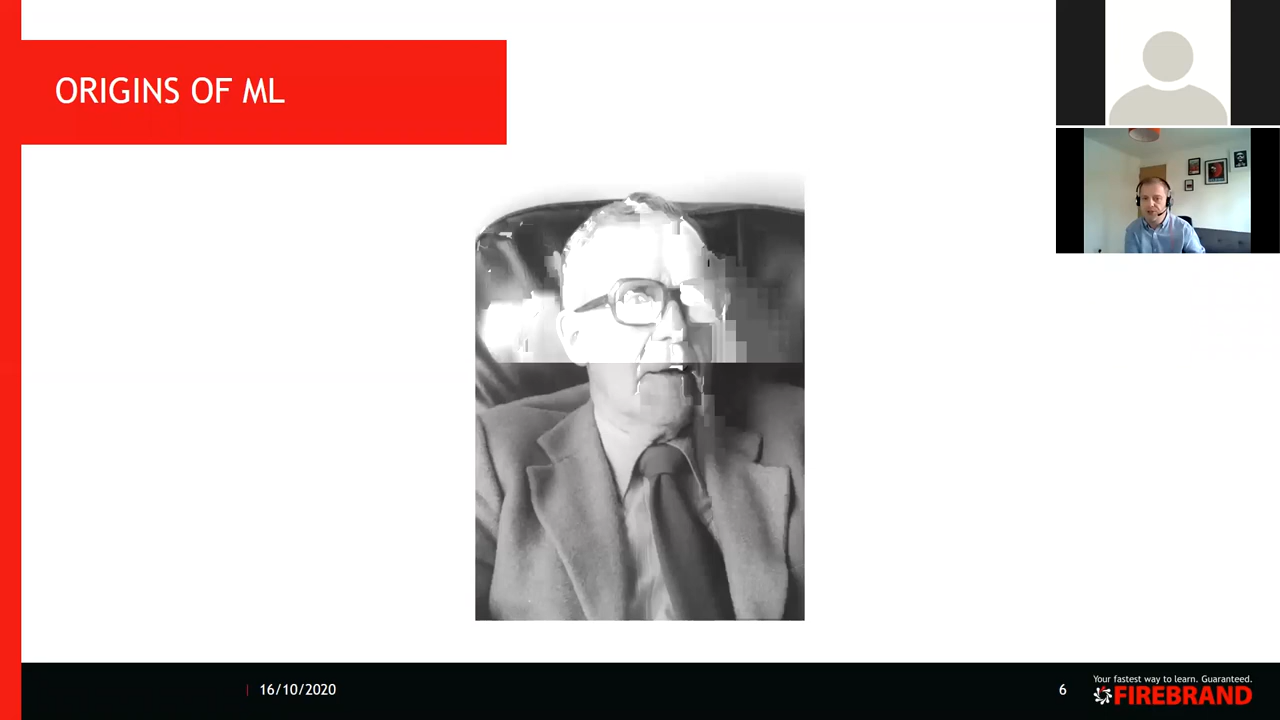 ORIGINS OF ML
16/10/2020
6
Your fastest way to learn. Guaranteed.
FIREBRAND